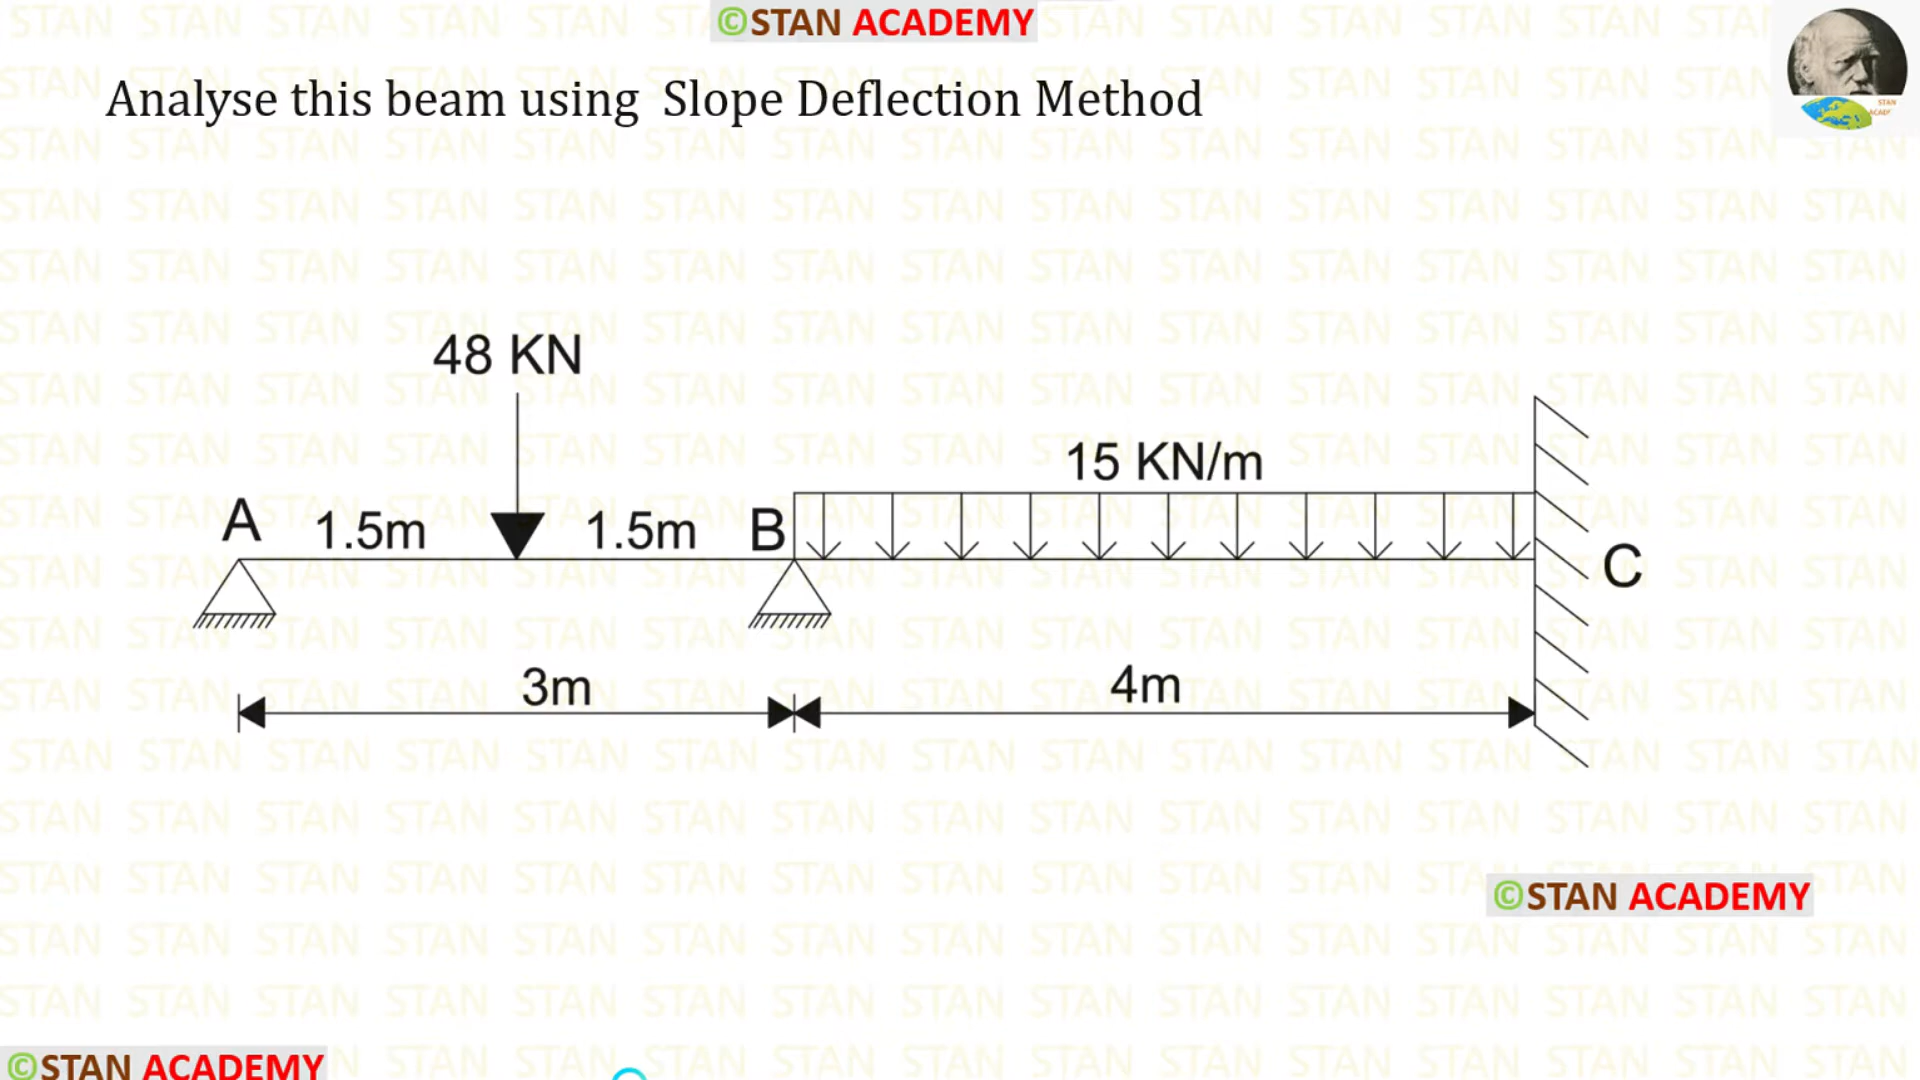 ©STAN ACADEMY
Analyse this beam using Slope Deflection Method
48 KN
15 KN/m
A 1.5m 1.5m B
C
3m 4m
©STAN ACADEMY
©STAN ACADEMY